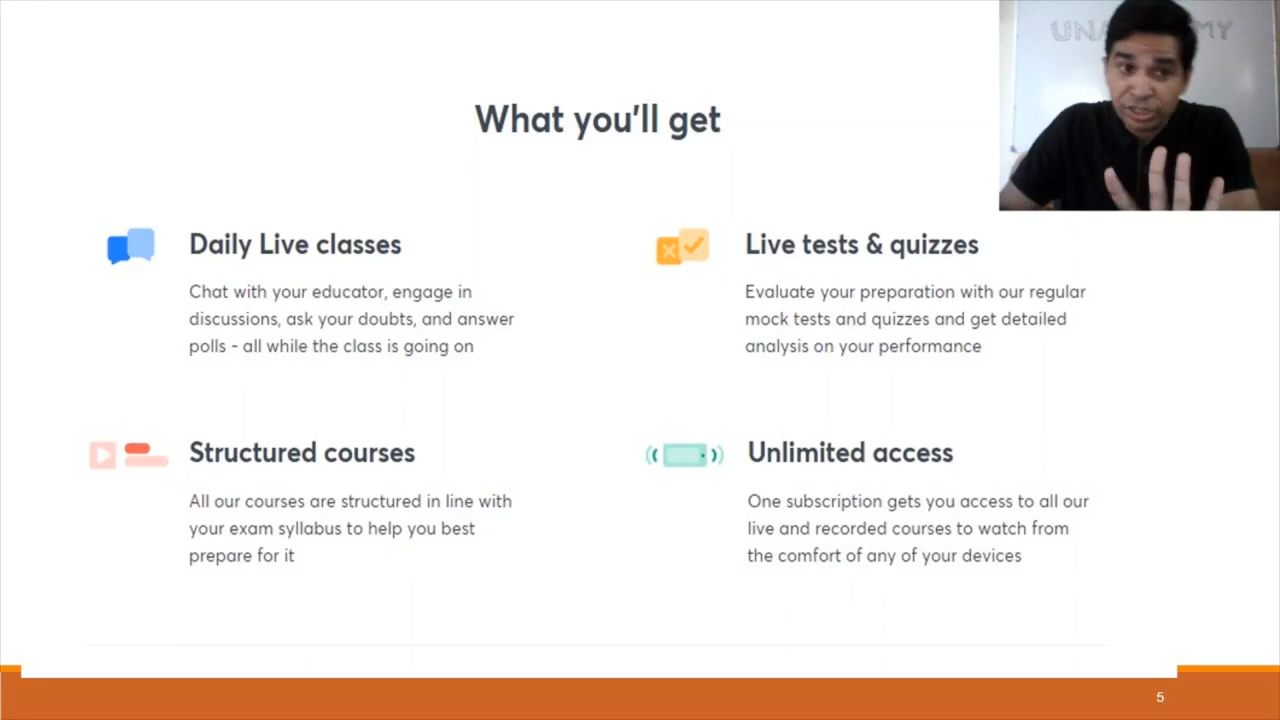 What you'll get
Daily Live classes
Chat with your educator, engage in
discussions, ask your doubts, and answer
polls - all while the class is going on
Live tests & quizzes
Evaluate your preparation with our regular
mock tests and quizzes and get detailed
analysis on your performance
Structured courses
All our courses are structured in line with
your exam syllabus to help you best
prepare for it
Unlimited access
One subscription gets you access to all our
live and recorded courses to watch from
the comfort of any of your devices
5